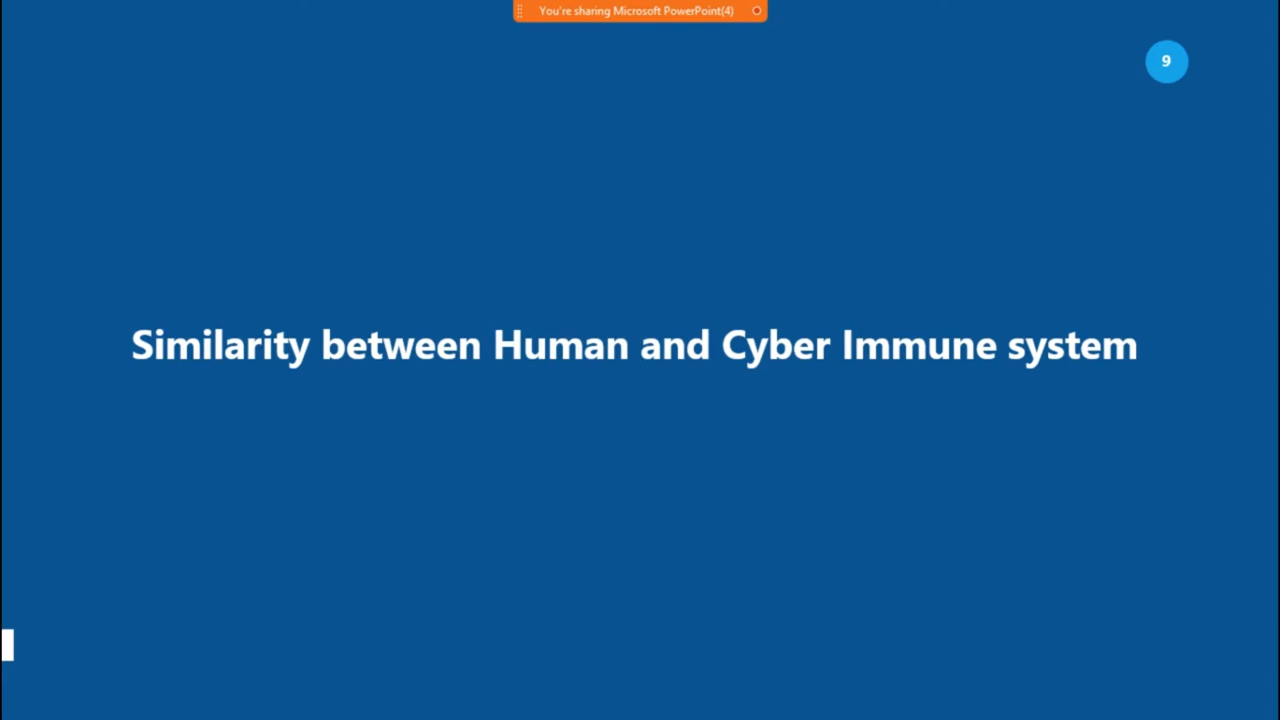 You're sharing Microsoft PowerPoint(4)
9
Similarity between Human and Cyber Immune system